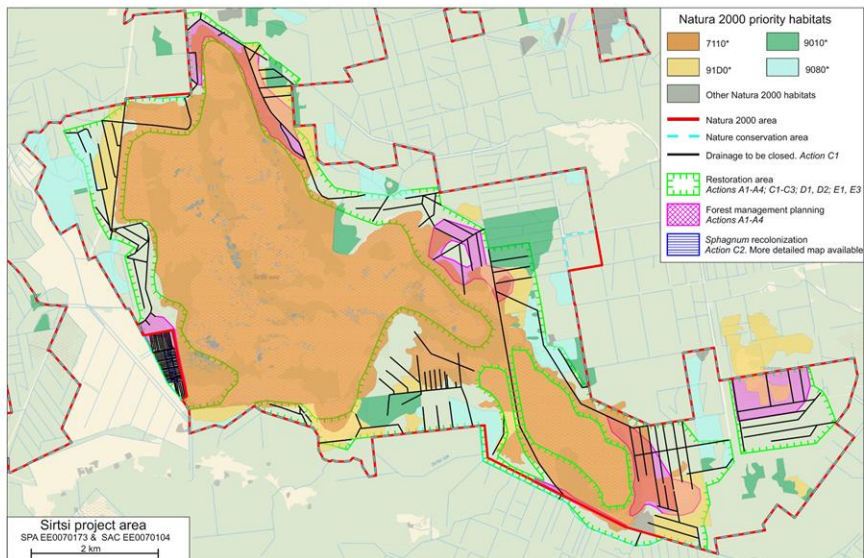 Natura 2000 priority habitats
7110*
9010*
91D0*
9080*
Other Natura 2000 habitats
Natura 2000 area
Nature conservation area
Drainage to be closed. Action C1
Restoration area
Actions A1-A4; C1-C3; D1, D2; E1, E3
Forest management planning
Actions A1-A4
Sphagnum recolonization
Action C2. More detailed map available
Sirtsi project area
SPA EE0070173 & SAC EE0070104
2 km